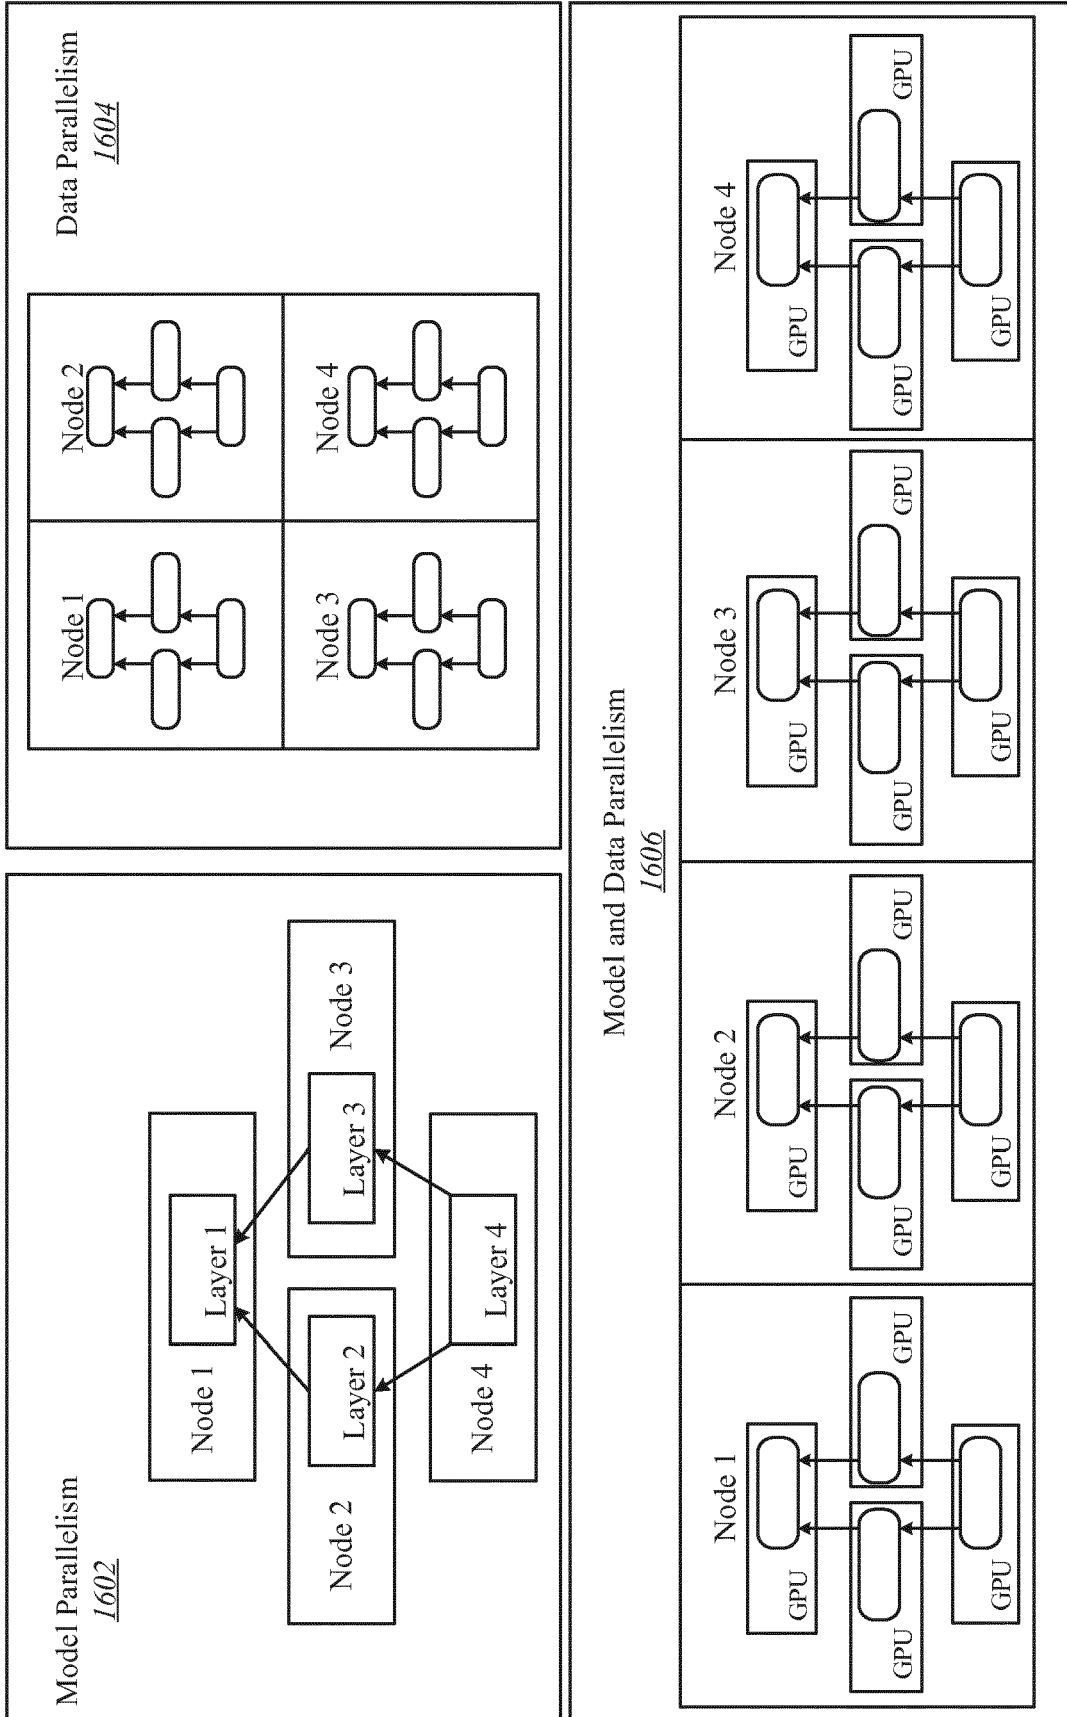 Model Parallelism
1602
Node 1
Layer 1
Node 2
Layer 2
Layer 3
Node 3
Node 4
Layer 4
Data Parallelism
1604
Node 1
Node 2
Node 3
Node 4
Model and Data Parallelism
1606
Node 1
GPU
GPU
GPU
GPU
Node 2
GPU
GPU
GPU
GPU
Node 3
GPU
GPU
GPU
GPU
Node 4
GPU
GPU
GPU
GPU